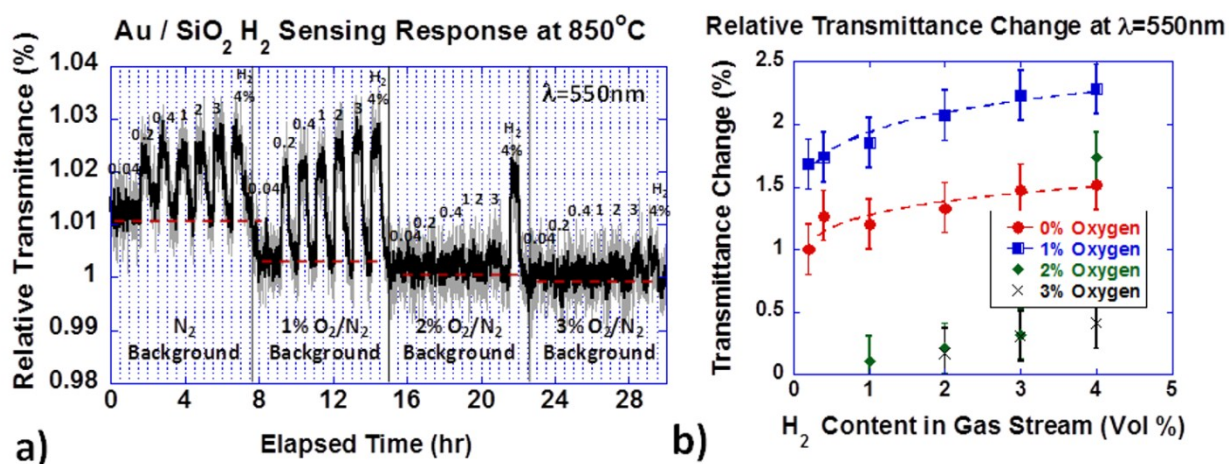 Au / SiO2 H2 Sensing Response at 850°C
Relative Transmittance (%)
1.04
1.03
1.02
1.01
1
0.99
0.98
0.04
0.2
0.4
1
2
3
H2
4%
0.04
0.2
0.4
1
2
3
H2
4%
λ=550nm
0.04
0.2
0.4
1
2
3
H2
4%
0.04
0.2
0.4
1
2
3
H2
4%
N2
Background
1% O2/N2
Background
2% O2/N2
Background
3% O2/N2
Background
0 4 8 12 16 20 24 28
Elapsed Time (hr)
a)
Relative Transmittance Change at λ=550nm
Transmittance Change (%)
2.5
2
1.5
1
0.5
0
0% Oxygen
1% Oxygen
2% Oxygen
3% Oxygen
0 1 2 3 4 5
H2 Content in Gas Stream (Vol %)
b)